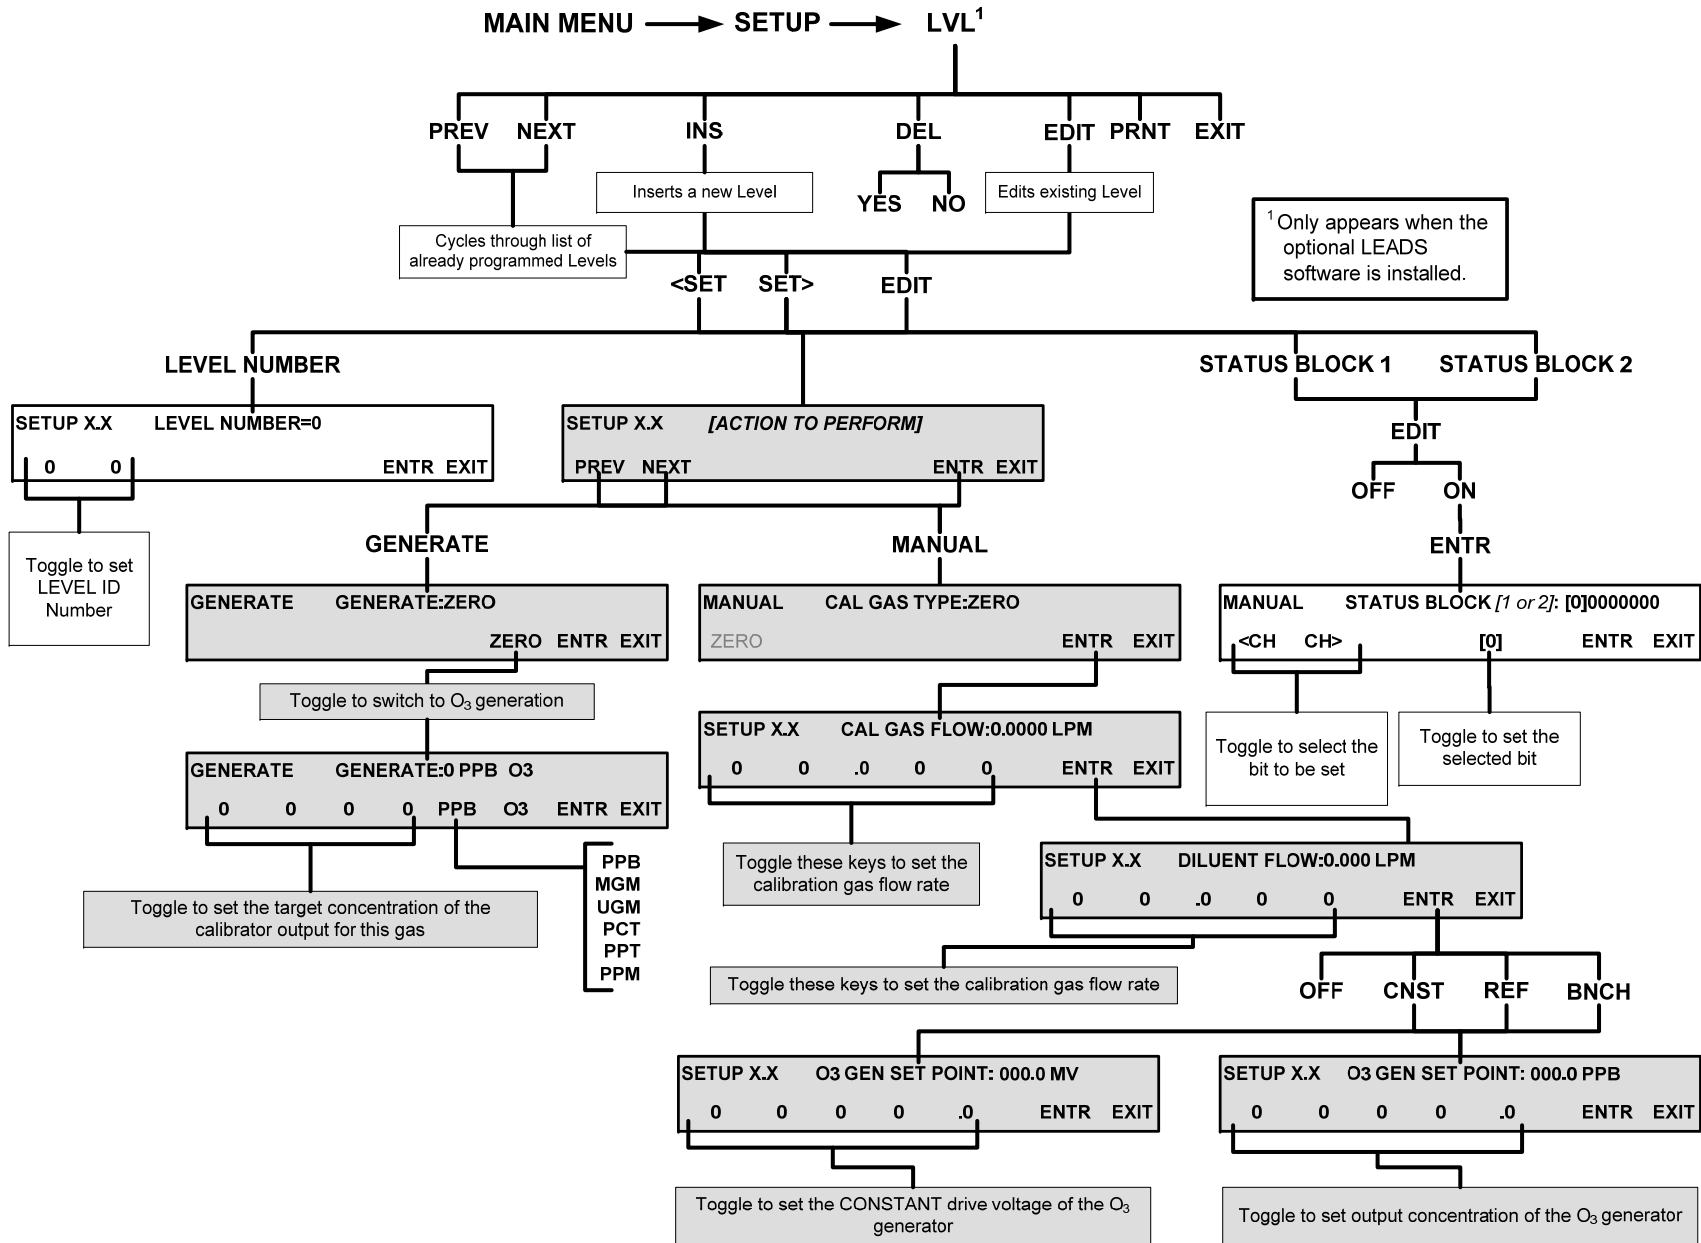 MAIN MENU SETUP LVL1
PREV NEXT INS DEL EDIT PRNT EXIT
Inserts a new Level
YES NO
Edits existing Level
Cycles through list of
already programmed Levels
1 Only appears when the
optional LEADS
software is installed.
<SET SET> EDIT
LEVEL NUMBER
STATUS BLOCK 1 STATUS BLOCK 2
SETUP X.X LEVEL NUMBER=0
0 0 ENTR EXIT
Toggle to set
LEVEL ID
Number
SETUP X.X [ACTION TO PERFORM]
PREV NEXT ENTR EXIT
EDIT
OFF ON
ENTR
GENERATE
MANUAL
GENERATE GENERATE:ZERO
ZERO ENTR EXIT
Toggle to switch to O3 generation
GENERATE GENERATE:0 PPB O3
0 0 0 0 PPB O3 ENTR EXIT
Toggle to set the target concentration of the
calibrator output for this gas
PPB
MGM
UGM
PCT
PPT
PPM
MANUAL CAL GAS TYPE:ZERO
ZERO ENTR EXIT
SETUP X.X CAL GAS FLOW:0.0000 LPM
0 0 .0 0 0 ENTR EXIT
Toggle these keys to set the
calibration gas flow rate
MANUAL STATUS BLOCK [1 or 2]: [0]0000000
<CH CH> [0] ENTR EXIT
Toggle to select the
bit to be set
Toggle to set the
selected bit
SETUP X.X DILUENT FLOW:0.000 LPM
0 0 .0 0 0 ENTR EXIT
Toggle these keys to set the calibration gas flow rate
OFF CNST REF BNCH
SETUP X.X O3 GEN SET POINT: 000.0 MV
0 0 0 0 .0 ENTR EXIT
Toggle to set the CONSTANT drive voltage of the O3
generator
SETUP X.X O3 GEN SET POINT: 000.0 PPB
0 0 0 0 .0 ENTR EXIT
Toggle to set output concentration of the O3 generator